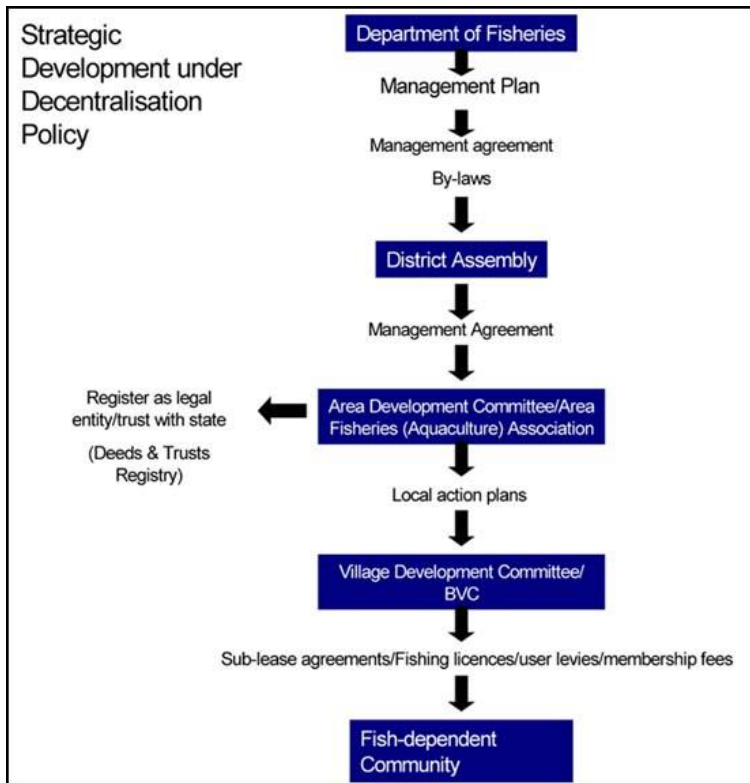 Strategic
Development under
Decentralisation
Policy
Department of Fisheries
Management Plan
Management agreement
By-laws
District Assembly
Management Agreement
Register as legal
entity/trust with state
(Deeds & Trusts
Registry)
Area Development Committee/Area
Fisheries (Aquaculture) Association
Local action plans
Village Development Committee/
BVC
Sub-lease agreements/Fishing licences/user levies/membership fees
Fish-dependent
Community